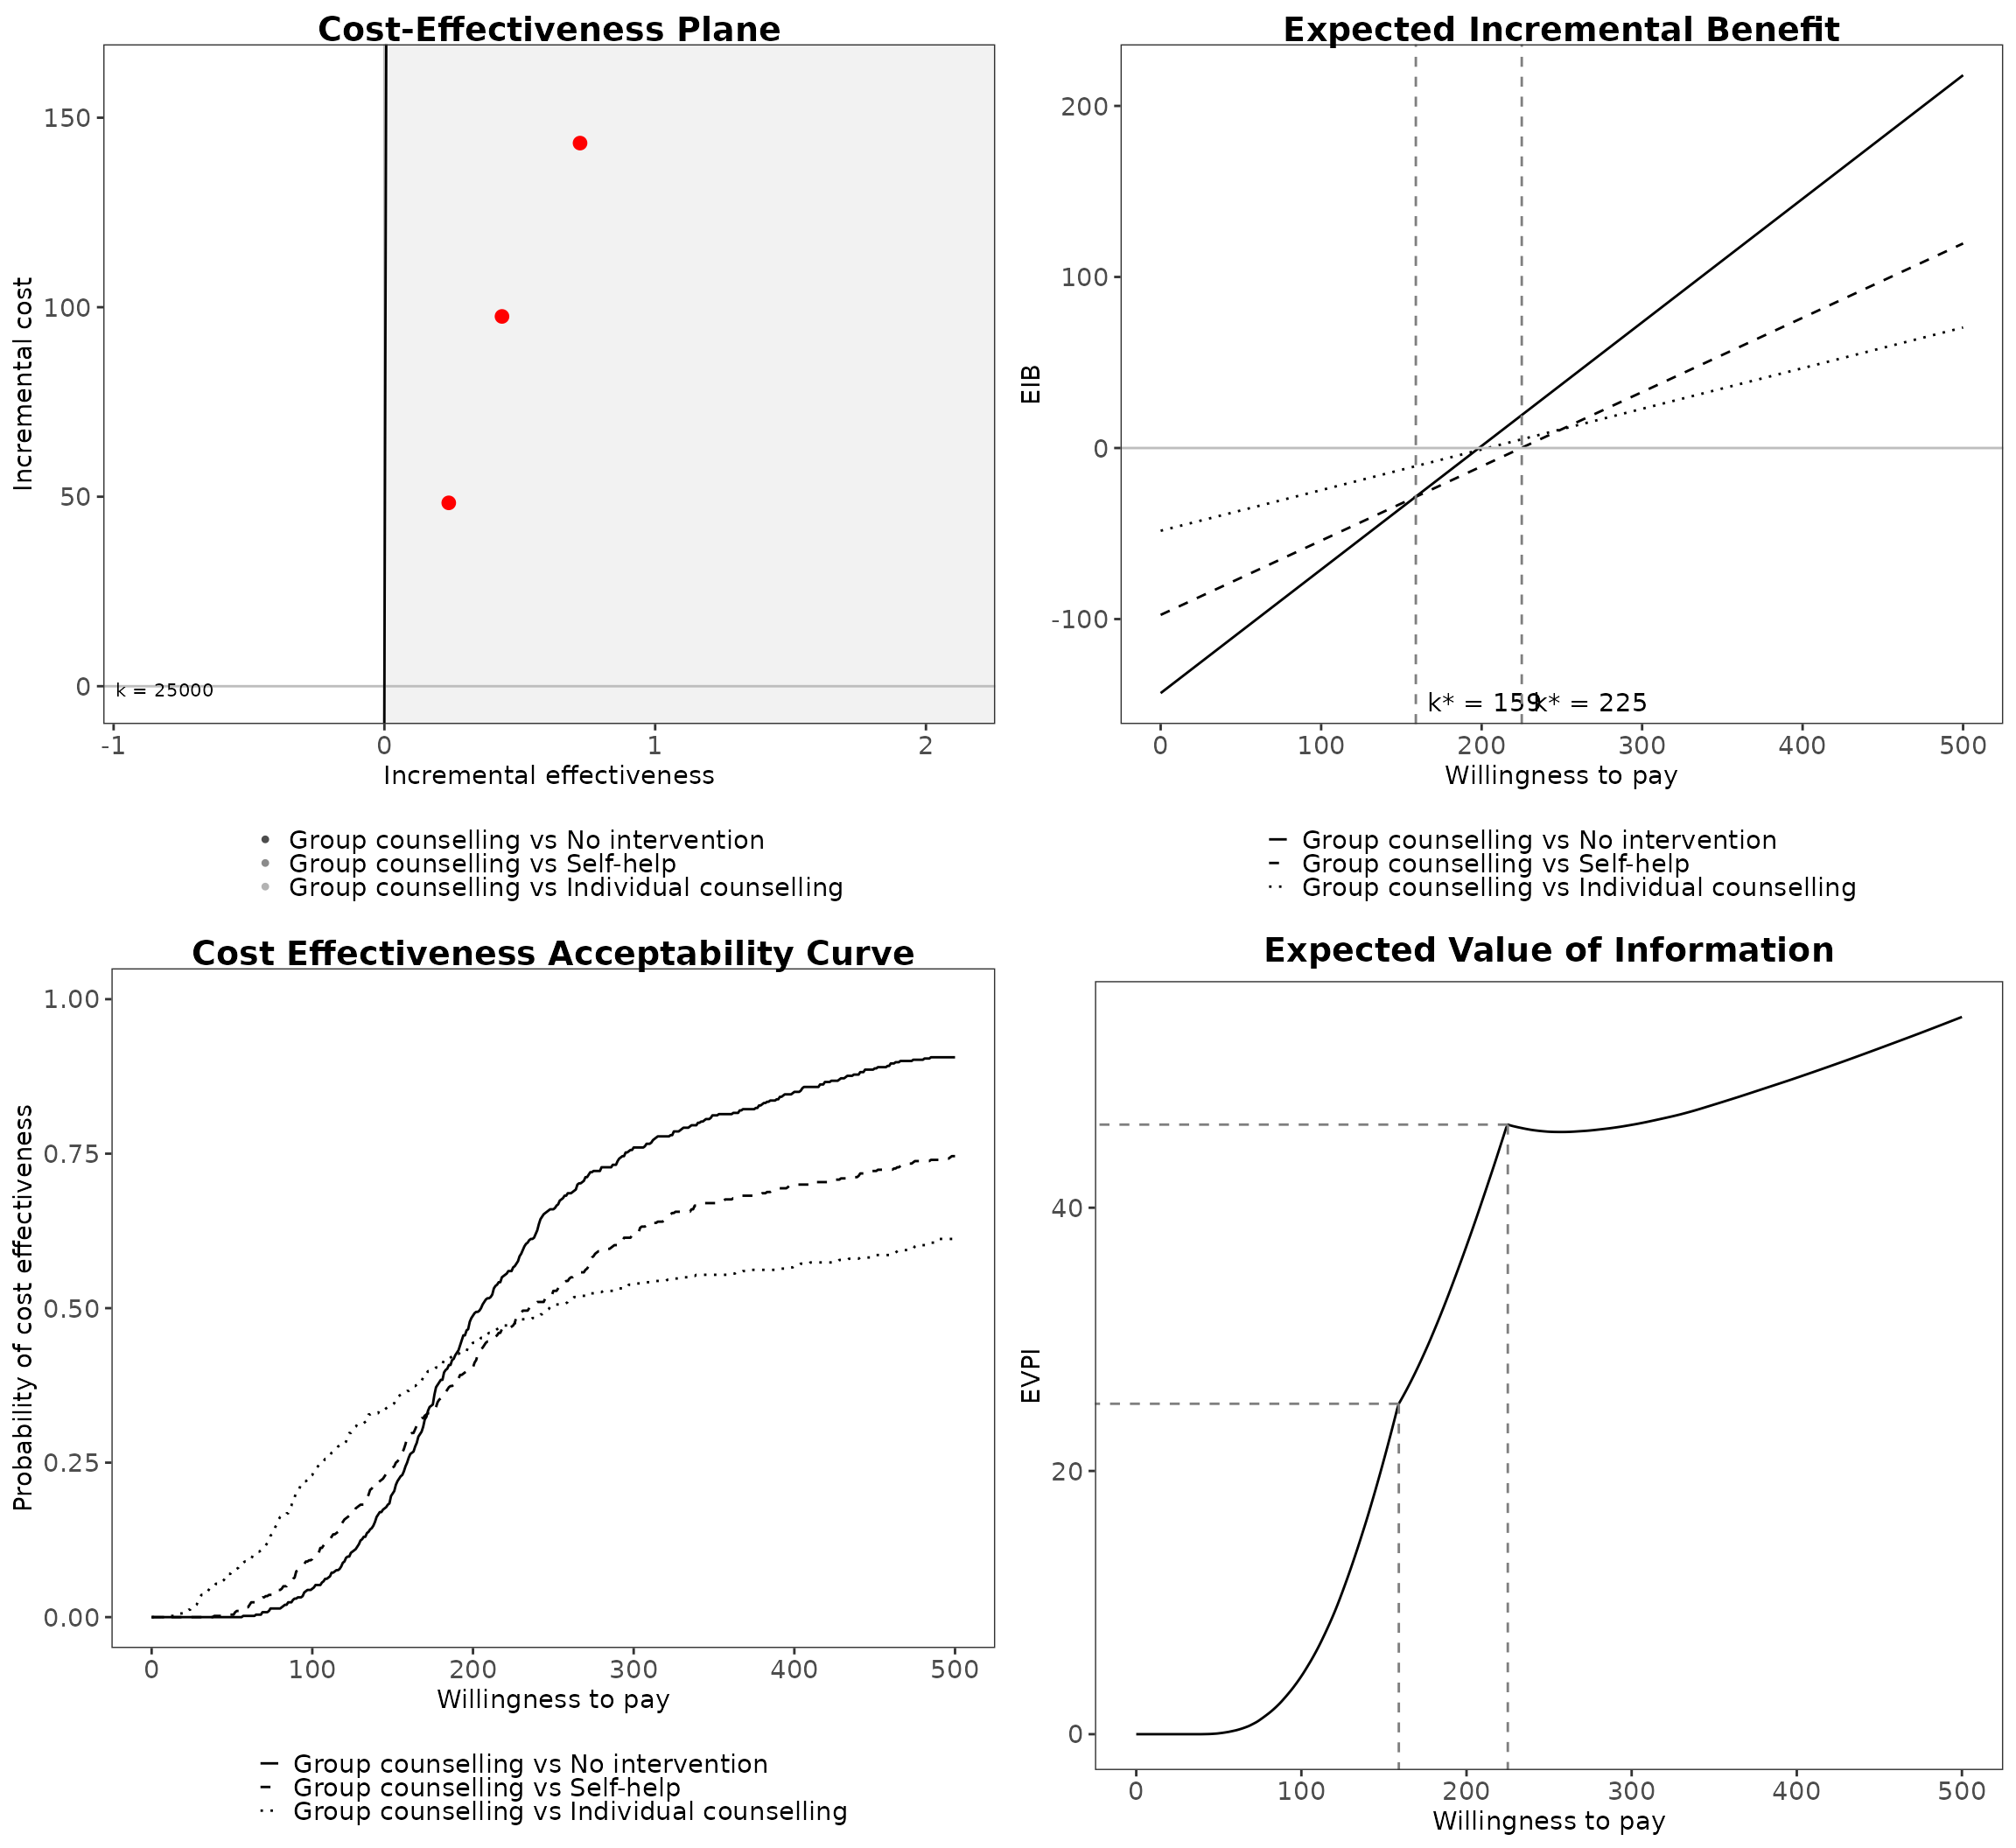 Cost-Effectiveness Plane
150
100
50
0
Incremental cost
k = 25000
-1
0
1
2
Incremental effectiveness
Group counselling vs No intervention
Group counselling vs Self-help
Group counselling vs Individual counselling
Expected Incremental Benefit
200
100
0
-100
EIB
k* = 159
k* = 225
0
100
200
300
400
500
Willingness to pay
Group counselling vs No intervention
Group counselling vs Self-help
Group counselling vs Individual counselling
Cost Effectiveness Acceptability Curve
1.00
0.75
0.50
0.25
0.00
Probability of cost effectiveness
0
100
200
300
400
500
Willingness to pay
Group counselling vs No intervention
Group counselling vs Self-help
Group counselling vs Individual counselling
Expected Value of Information
40
20
0
EVPI
0
100
200
300
400
500
Willingness to pay